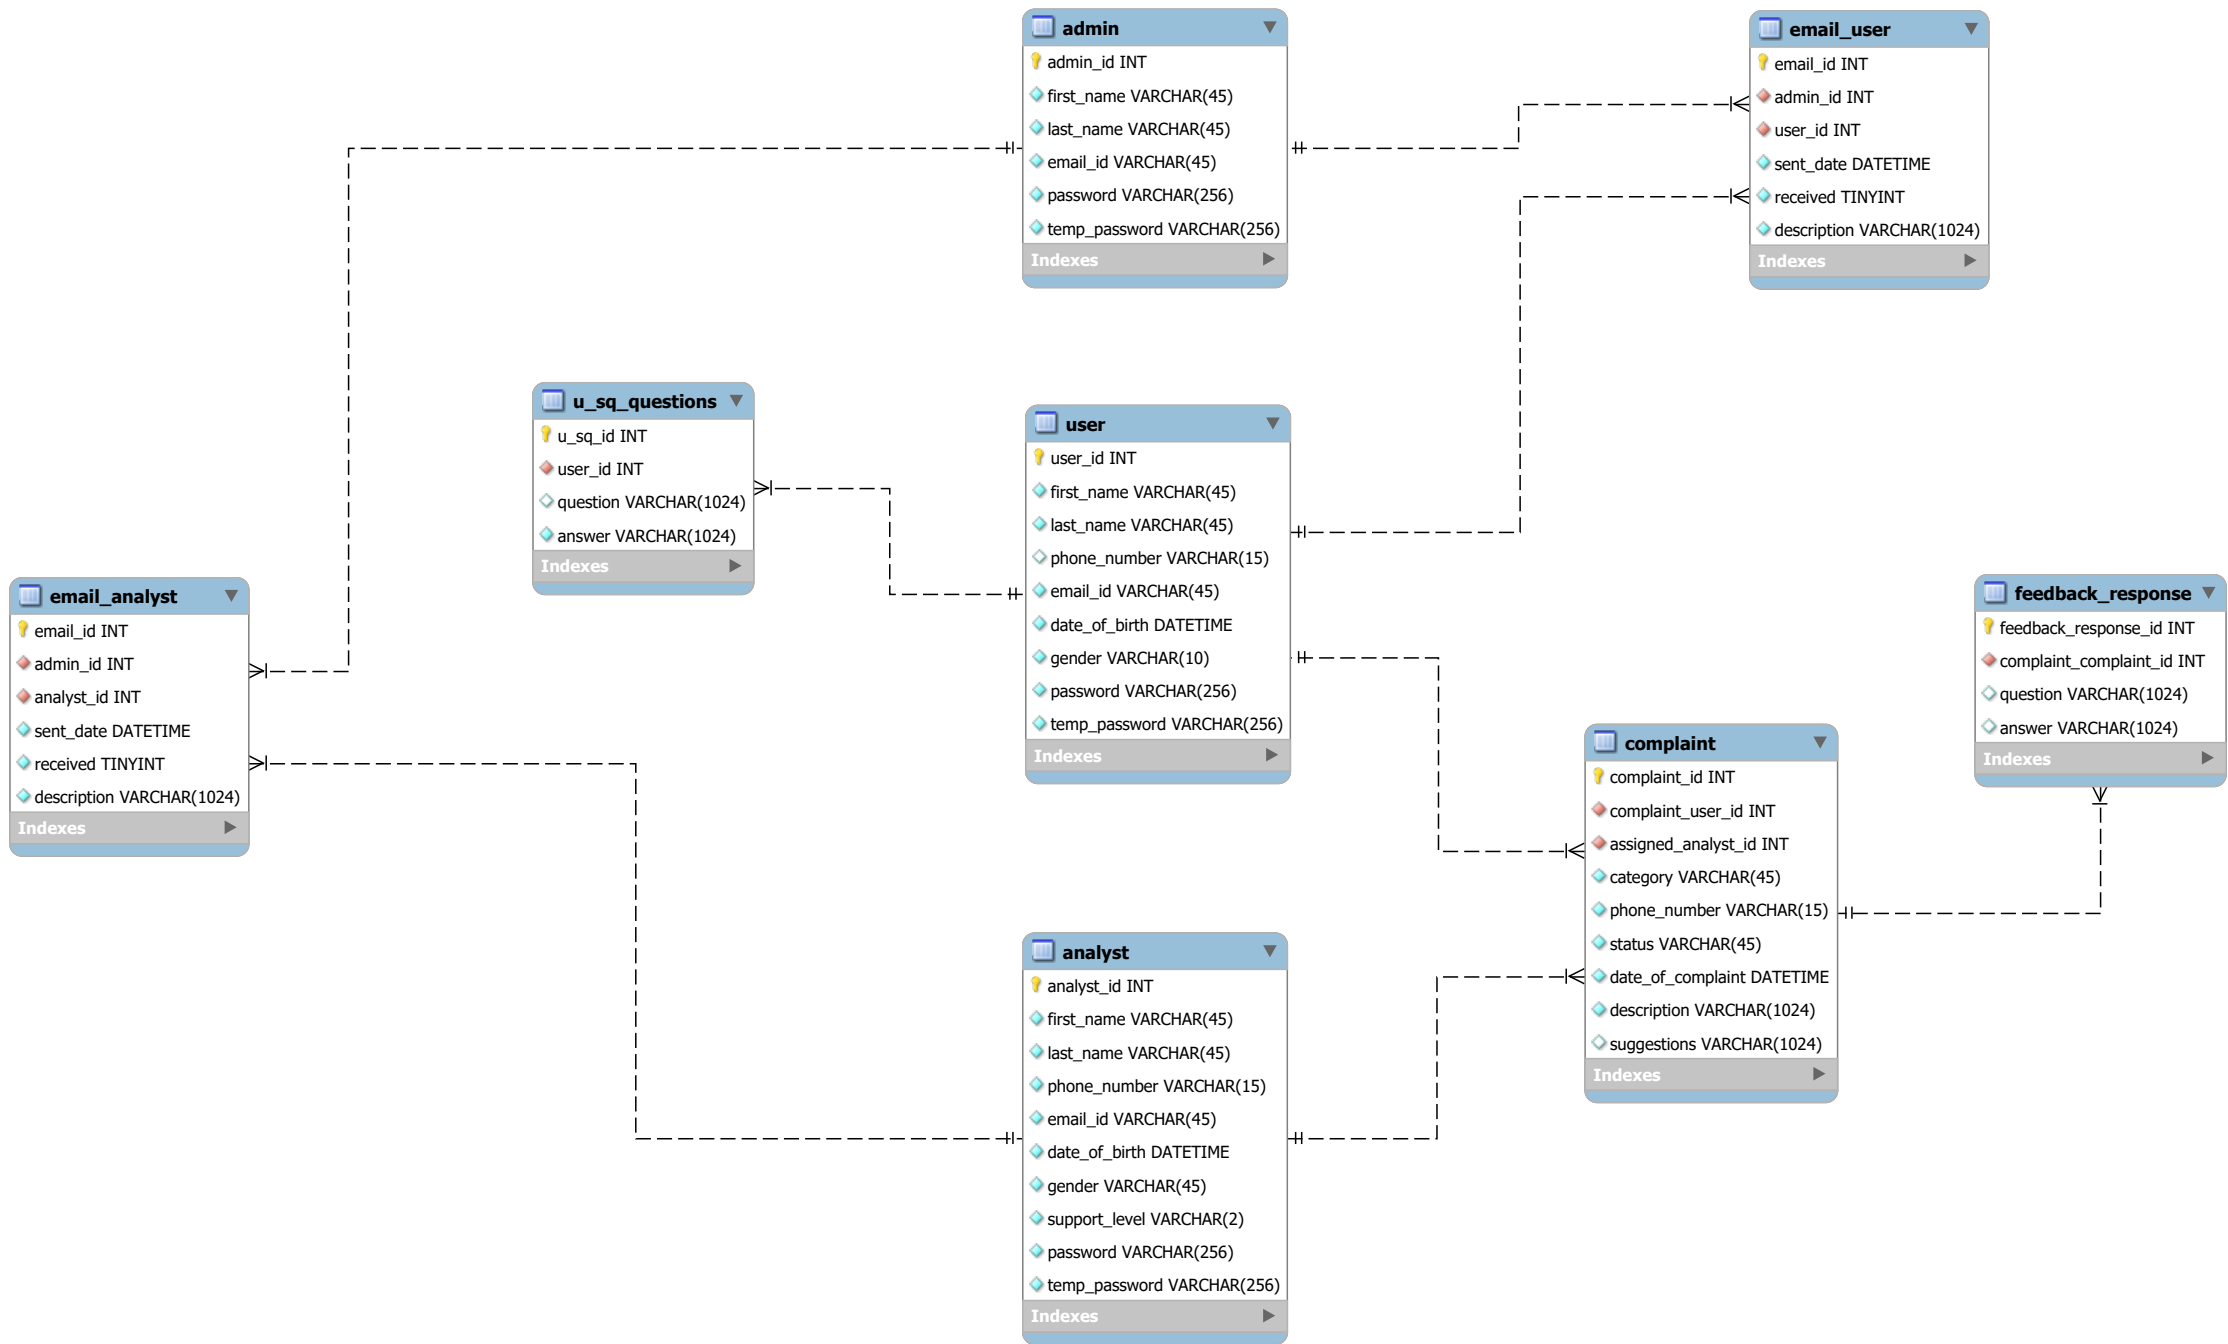 admin
admin_id INT
first_name VARCHAR(45)
last_name VARCHAR(45)
email_id VARCHAR(45)
password VARCHAR(256)
temp_password VARCHAR(256)
Indexes
email_user
email_id INT
admin_id INT
user_id INT
sent_date DATETIME
received TINYINT
description VARCHAR(1024)
Indexes
u_sq_questions
u_sq_id INT
user_id INT
question VARCHAR(1024)
answer VARCHAR(1024)
Indexes
user
user_id INT
first_name VARCHAR(45)
last_name VARCHAR(45)
phone_number VARCHAR(15)
email_id VARCHAR(45)
date_of_birth DATETIME
gender VARCHAR(10)
password VARCHAR(256)
temp_password VARCHAR(256)
Indexes
email_analyst
email_id INT
admin_id INT
analyst_id INT
sent_date DATETIME
received TINYINT
description VARCHAR(1024)
Indexes
feedback_response
feedback_response_id INT
complaint_complaint_id INT
question VARCHAR(1024)
answer VARCHAR(1024)
Indexes
complaint
complaint_id INT
complaint_user_id INT
assigned_analyst_id INT
category VARCHAR(45)
phone_number VARCHAR(15)
status VARCHAR(45)
date_of_complaint DATETIME
description VARCHAR(1024)
suggestions VARCHAR(1024)
Indexes
analyst
analyst_id INT
first_name VARCHAR(45)
last_name VARCHAR(45)
phone_number VARCHAR(15)
email_id VARCHAR(45)
date_of_birth DATETIME
gender VARCHAR(45)
support_level VARCHAR(2)
password VARCHAR(256)
temp_password VARCHAR(256)
Indexes